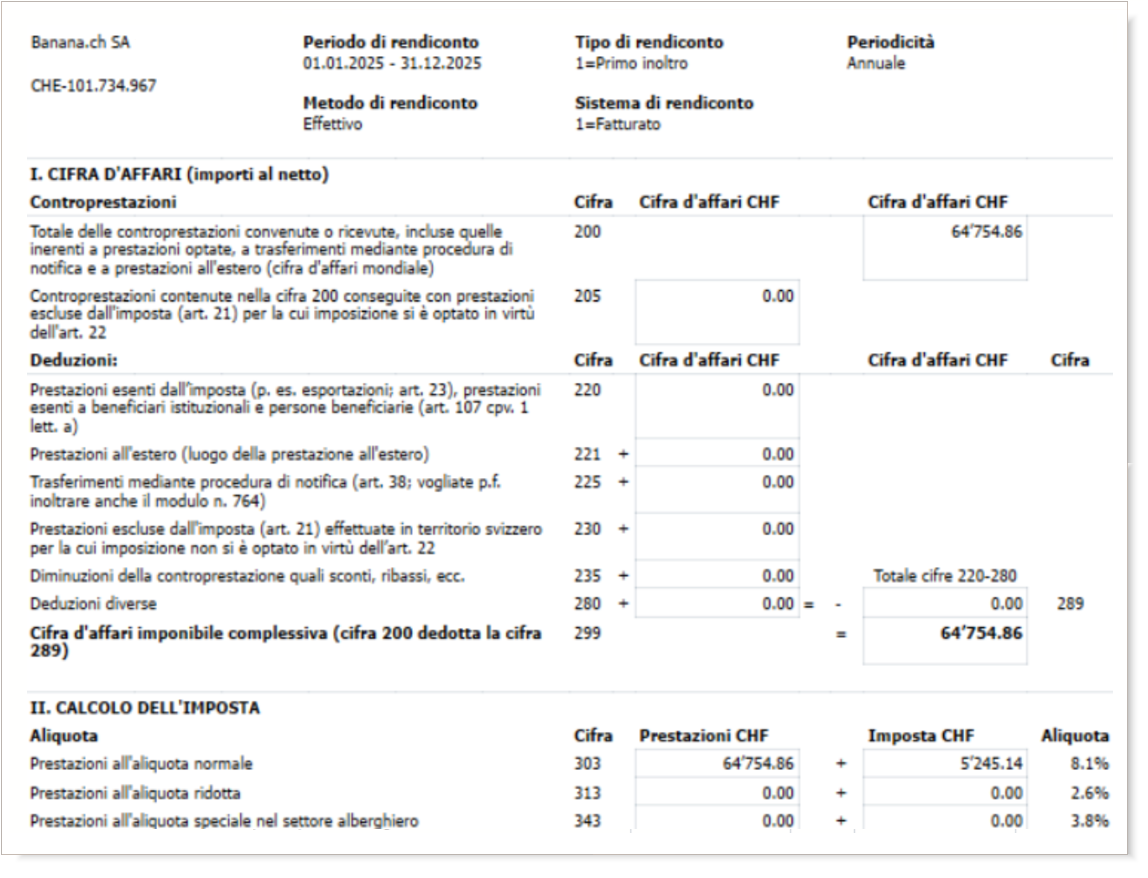 Banana.ch SA
CHE-101.734.967
Periodo di rendiconto
01.01.2025 - 31.12.2025
Metodo di rendiconto
Effettivo
Tipo di rendiconto
1=Primo inoltro
Sistema di rendiconto
1=Fatturato
Periodicità
Annuale
I. CIFRA D'AFFARI (importi al netto)
Controprestazioni Cifra Cifra d'affari CHF Cifra d'affari CHF
Totale delle controprestazioni convenute o ricevute, incluse quelle 200 64'754.86
inerenti a prestazioni optate, a trasferimenti mediante procedura di
notifica e a prestazioni all'estero (cifra d'affari mondiale)
Controprestazioni contenute nella cifra 200 conseguite con prestazioni 205 0.00
escluse dall'imposta (art. 21) per la cui imposizione si è optato in virtù
dell'art. 22
Deduzioni: Cifra Cifra d'affari CHF Cifra d'affari CHF Cifra
Prestazioni esenti dall'imposta (p. es. esportazioni; art. 23), prestazioni 220 0.00
esenti a beneficiari istituzionali e persone beneficiarie (art. 107 cpv. 1
lett. a)
Prestazioni all'estero (luogo della prestazione all'estero) 221 + 0.00
Trasferimenti mediante procedura di notifica (art. 38; vogliate p.f. 225 + 0.00
inoltrare anche il modulo n. 764)
Prestazioni escluse dall'imposta (art. 21) effettuate in territorio svizzero 230 + 0.00
per la cui imposizione non si è optato in virtù dell'art. 22
Diminuzioni della controprestazione quali sconti, ribassi, ecc. 235 + 0.00 Totale cifre 220-280
Deduzioni diverse 280 + 0.00 = - 0.00 289
Cifra d'affari imponibile complessiva (cifra 200 dedotta la cifra 299 = 64'754.86
289)
II. CALCOLO DELL'IMPOSTA
Aliquota Cifra Prestazioni CHF Imposta CHF Aliquota
Prestazioni all'aliquota normale 303 64'754.86 + 5'245.14 8.1%
Prestazioni all'aliquota ridotta 313 0.00 + 0.00 2.6%
Prestazioni all'aliquota speciale nel settore alberghiero 343 0.00 + 0.00 3.8%